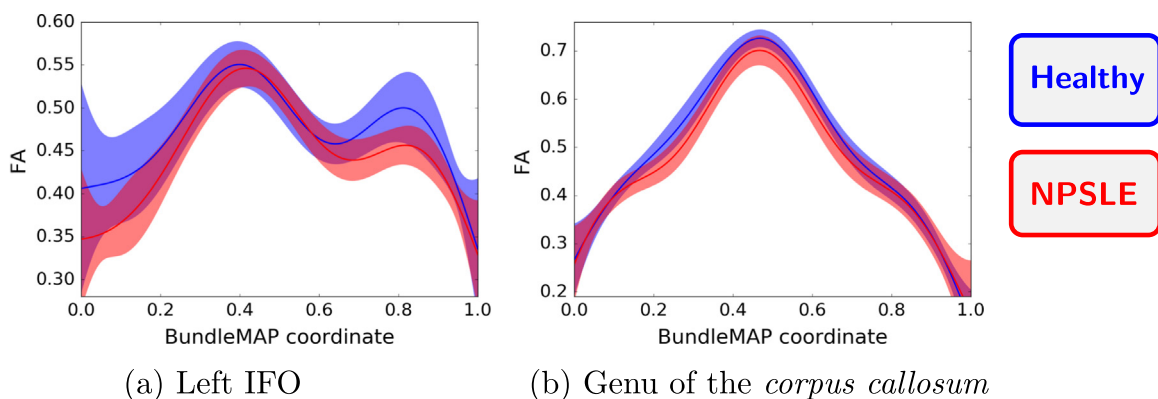 0.60
0.55
0.50
0.45
0.40
0.35
0.30
FA
0.0 0.2 0.4 0.6 0.8 1.0
BundleMAP coordinate
(a) Left IFO
0.7
0.6
0.5
0.4
0.3
0.2
FA
0.0 0.2 0.4 0.6 0.8 1.0
BundleMAP coordinate
(b) Genu of the corpus callosum
Healthy
NPSLE